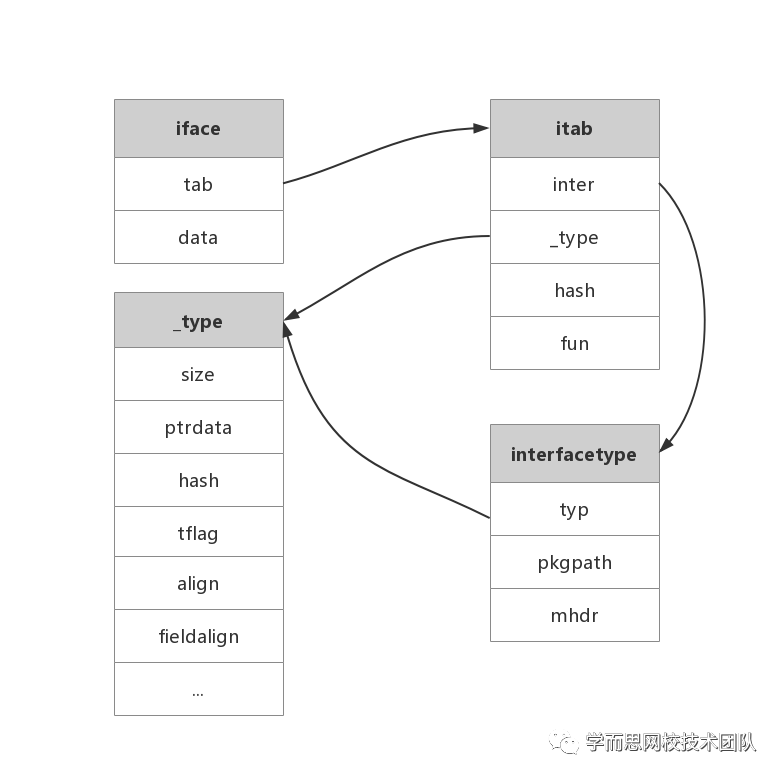 iface
tab
data
itab
inter
_type
hash
fun
_type
size
ptrdata
hash
tflag
align
fieldalign
...
interfacetype
typ
pkgpath
mhdr
学而思网校技术团队